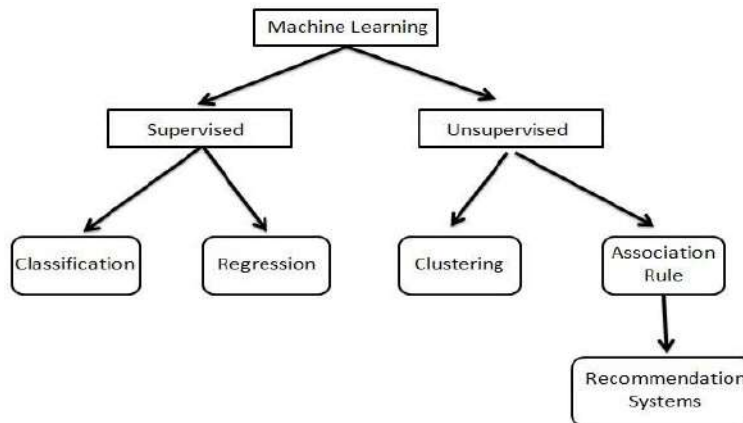 Machine Learning
Supervised
Unsupervised
Classification
Regression
Clustering
Association
Rule
Recommendation
Systems